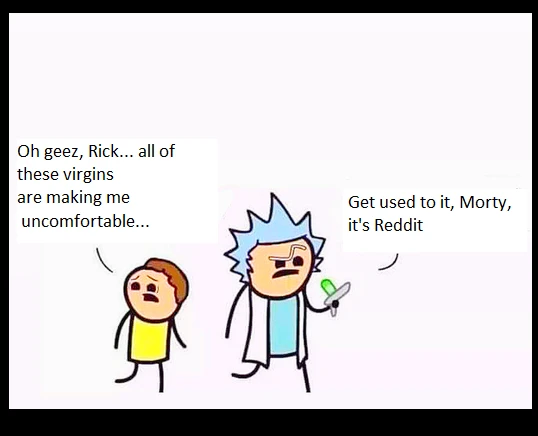 Oh geez, Rick... all of
these virgins
are making me
uncomfortable...
Get used to it, Morty,
it's Reddit